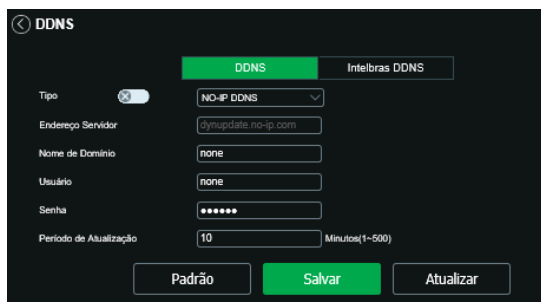 DDNS
DDNS Intelbras DDNS
Tipo NO-IP DDNS
Endereço Servidor dynupdate.no-ip.com
Nome de Domínio none
Usuário none
Senha ••••••
Período de Atualização 10 Minutos(1~500)
Padrão Salvar Atualizar